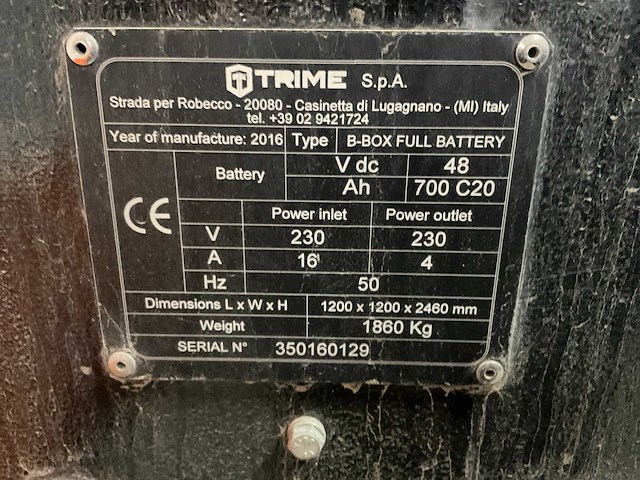 TRIME S.p.A.
Strada per Robecco - 20080 - Casinetta di Lugagnano - (MI) Italy
tel. +39 02 9421724
Year of manufacture: 2016 Type B-BOX FULL BATTERY
Battery V dc 48
Ah 700 C20
CE
Power inlet Power outlet
V 230 230
A 16 4
Hz 50
Dimensions L x W x H 1200 x 1200 x 2460 mm
Weight 1860 Kg
SERIAL N° 350160129